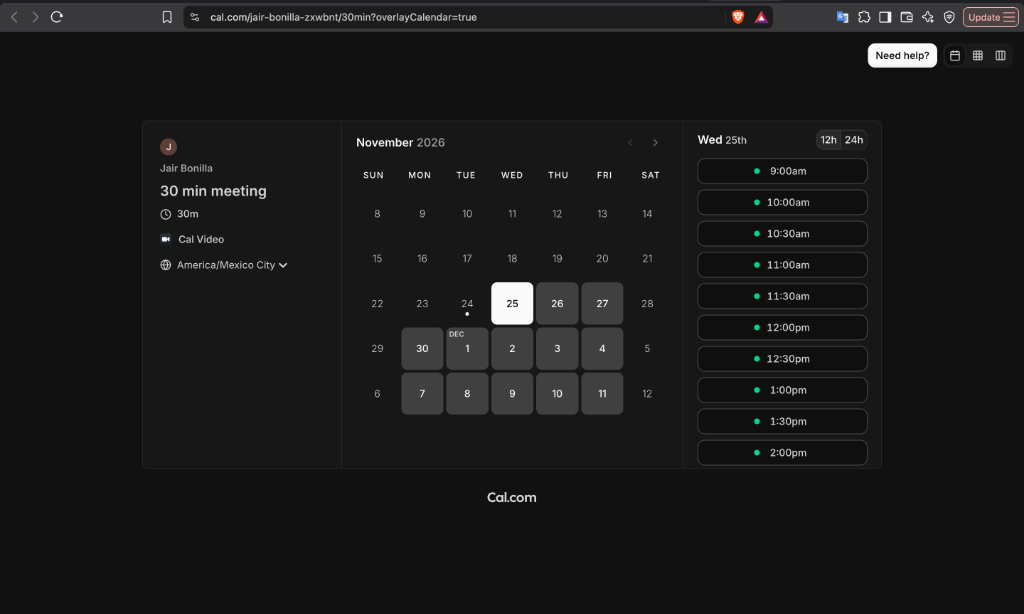 cal.com/jair-bonilla-zxwbnt/30min?overlayCalendar=true
Update
Need help?
J
Jair Bonilla
30 min meeting
30m
Cal Video
America/Mexico City
November 2026
SUN MON TUE WED THU FRI SAT
8 9 10 11 12 13 14
15 16 17 18 19 20 21
22 23 24 25 26 27 28
DEC
29 30 1 2 3 4 5
6 7 8 9 10 11 12
Wed 25th
12h 24h
9:00am
10:00am
10:30am
11:00am
11:30am
12:00pm
12:30pm
1:00pm
1:30pm
2:00pm
Cal.com